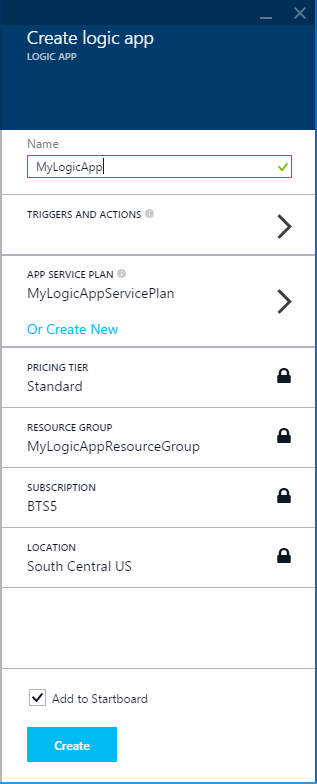 Create logic app
LOGIC APP
Name
MyLogicApp
TRIGGERS AND ACTIONS
APP SERVICE PLAN
MyLogicAppServicePlan
Or Create New
PRICING TIER
Standard
RESOURCE GROUP
MyLogicAppResourceGroup
SUBSCRIPTION
BTS5
LOCATION
South Central US
Add to Startboard
Create